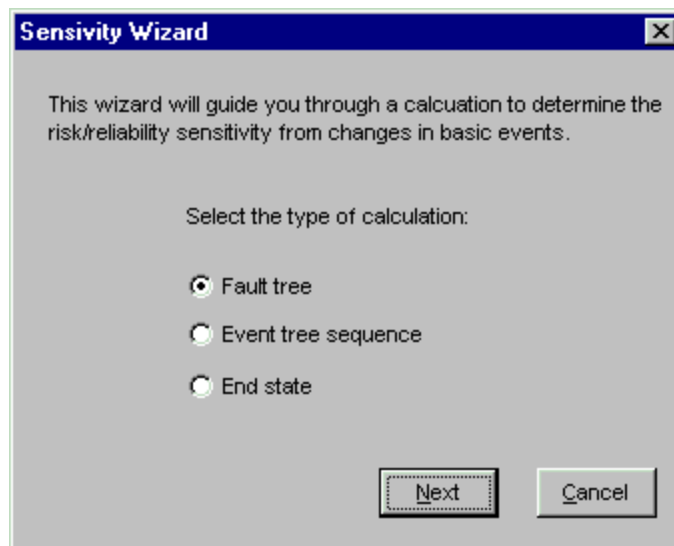 Sensivity Wizard
This wizard will guide you through a calcuation to determine the
risk/reliability sensitivity from changes in basic events.
Select the type of calculation:
Fault tree
Event tree sequence
End state
Next
Cancel